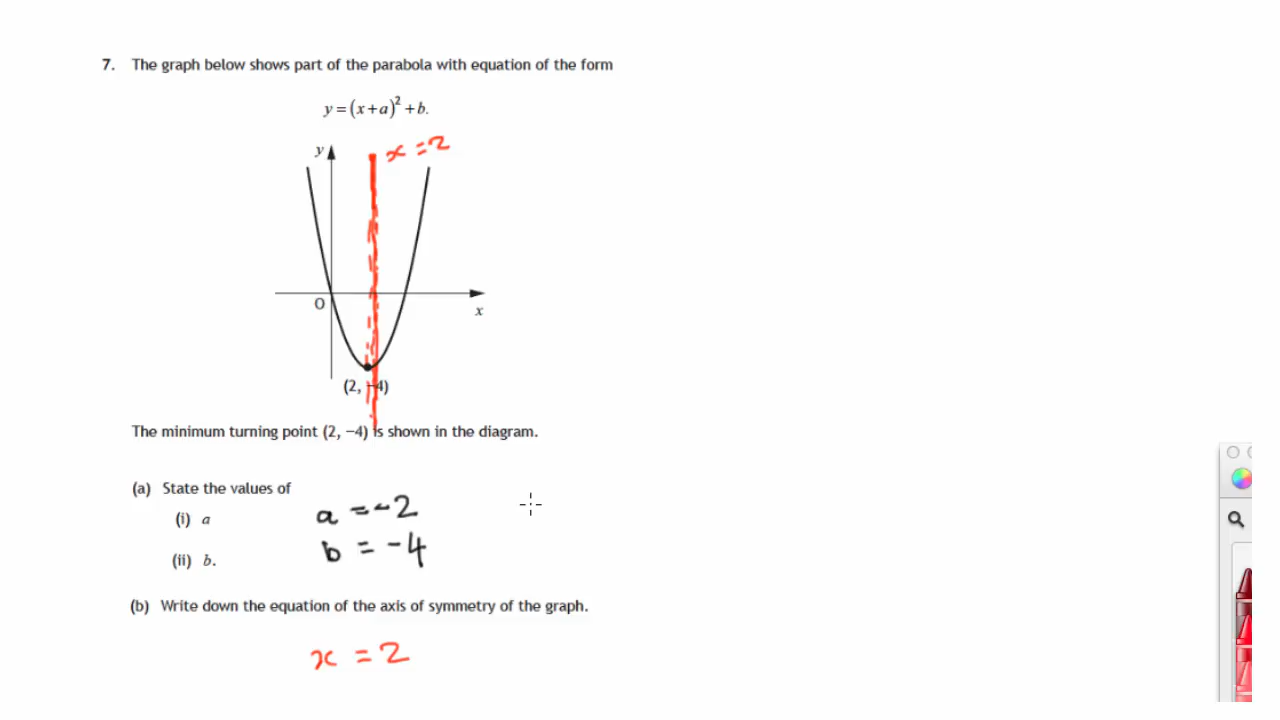 7. The graph below shows part of the parabola with equation of the form
y = (x + a)² + b.
y
x = 2
O
x
(2, −4)
The minimum turning point (2, −4) is shown in the diagram.
(a) State the values of
(i) a
a = -2
(ii) b.
b = -4
(b) Write down the equation of the axis of symmetry of the graph.
x = 2